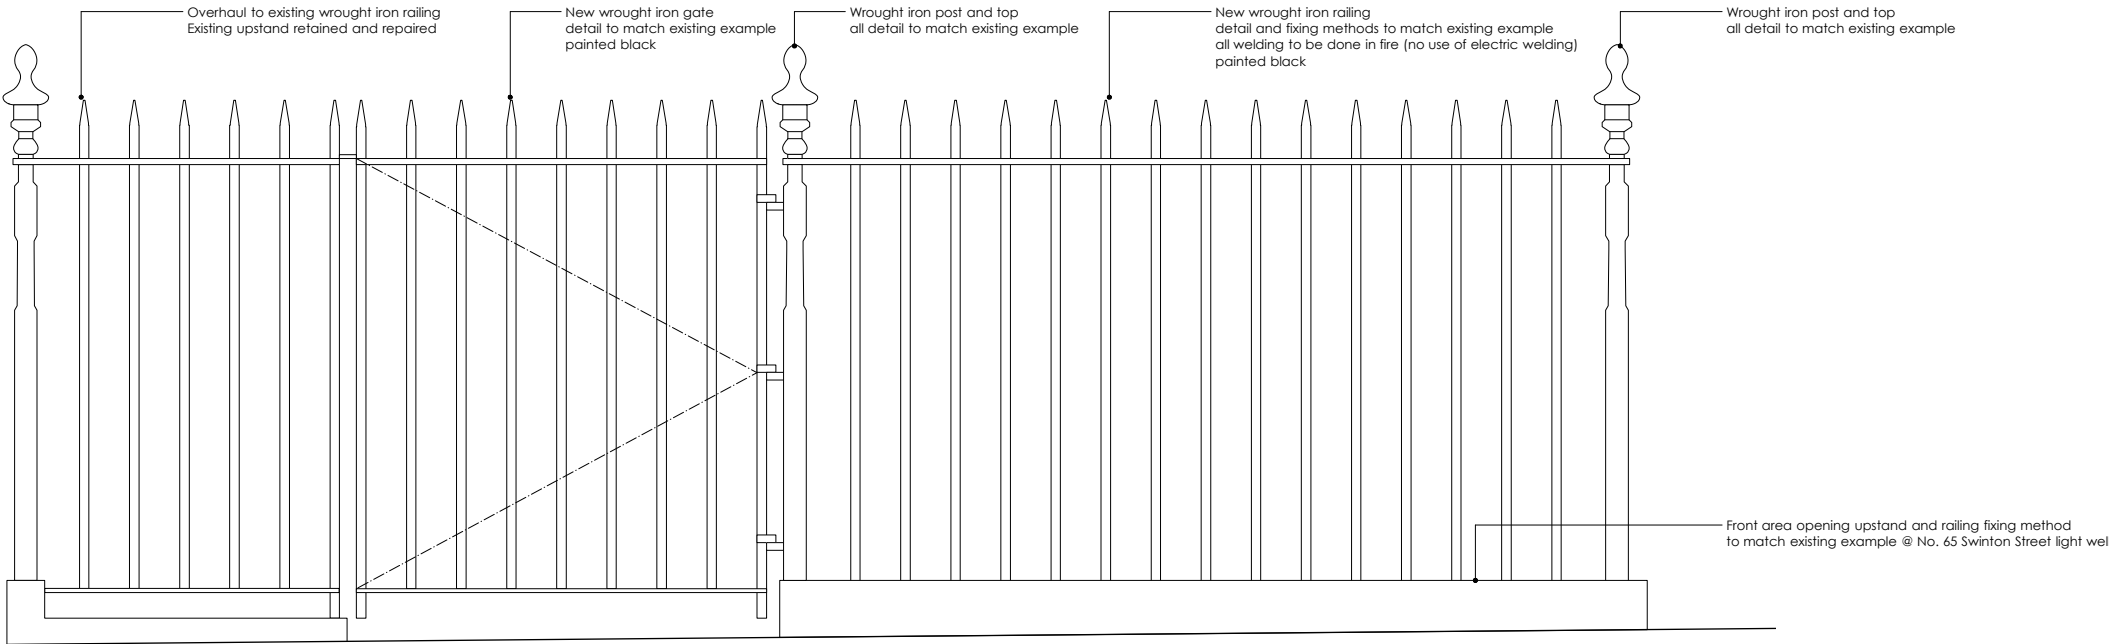 Overhaul to existing wrought iron railing
Existing upstand retained and repaired
New wrought iron gate
detail to match existing example
painted black
Wrought iron post and top
all detail to match existing example
New wrought iron railing
detail and fixing methods to match existing example
all welding to be done in fire (no use of electric welding)
painted black
Wrought iron post and top
all detail to match existing example
Front area opening upstand and railing fixing method
to match existing example @ No. 65 Swinton Street light wel